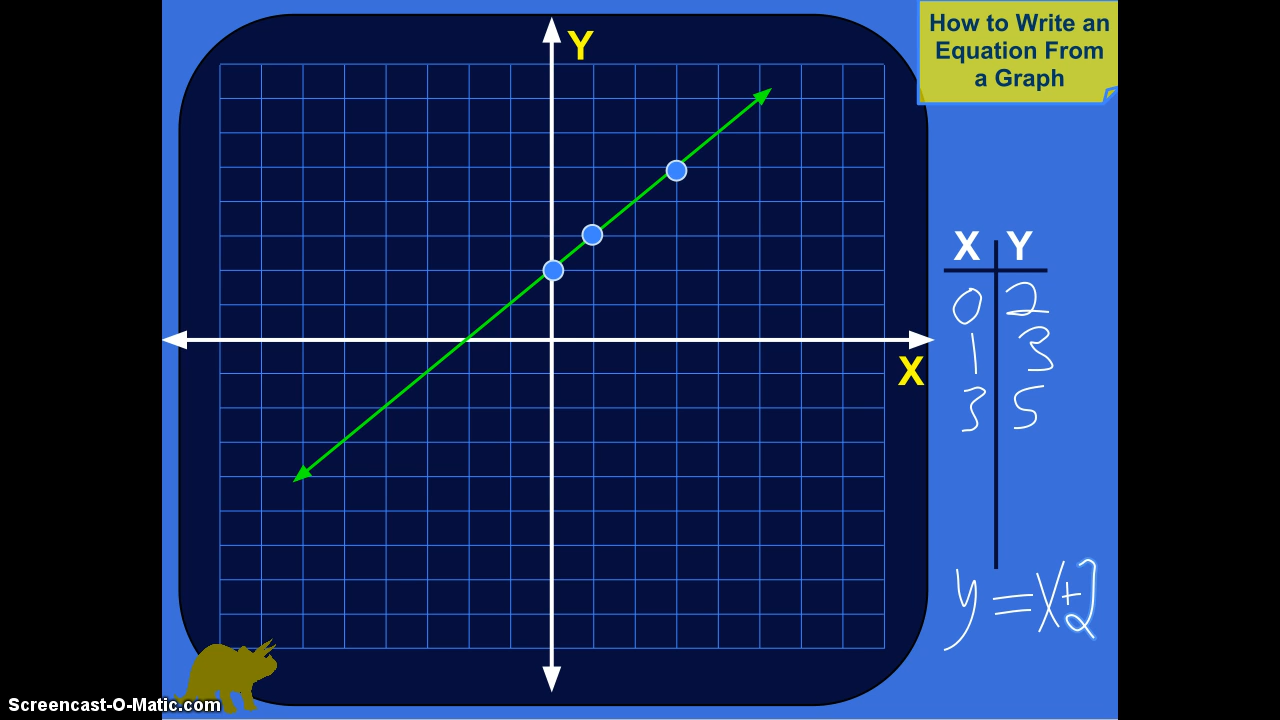 How to Write an
Equation From
a Graph
Y
X
X Y
0 2
1 3
3 5
y = x + 2
Screencast-O-Matic.com